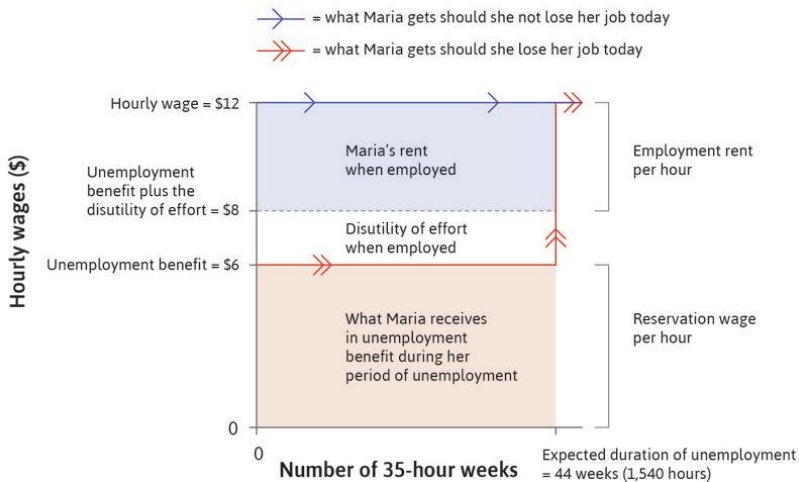 = what Maria gets should she not lose her job today
= what Maria gets should she lose her job today
Hourly wages ($)
Hourly wage = $12
Maria's rent
when employed
Employment rent
per hour
Unemployment
benefit plus the
disutility of effort = $8
Disutility of effort
when employed
Unemployment benefit = $6
What Maria receives
in unemployment
benefit during her
period of unemployment
Reservation wage
per hour
0
0
Number of 35-hour weeks
Expected duration of unemployment
= 44 weeks (1,540 hours)